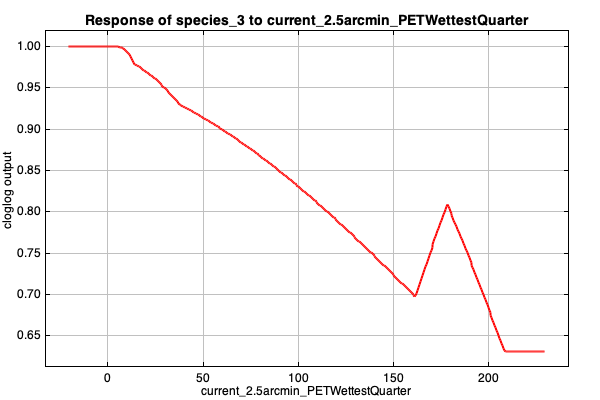 Response of species_3 to current_2.5arcmin_PETWettestQuarter
1.00
0.95
0.90
0.85
0.80
0.75
0.70
0.65
cloglog output
0 50 100 150 200
current_2.5arcmin_PETWettestQuarter